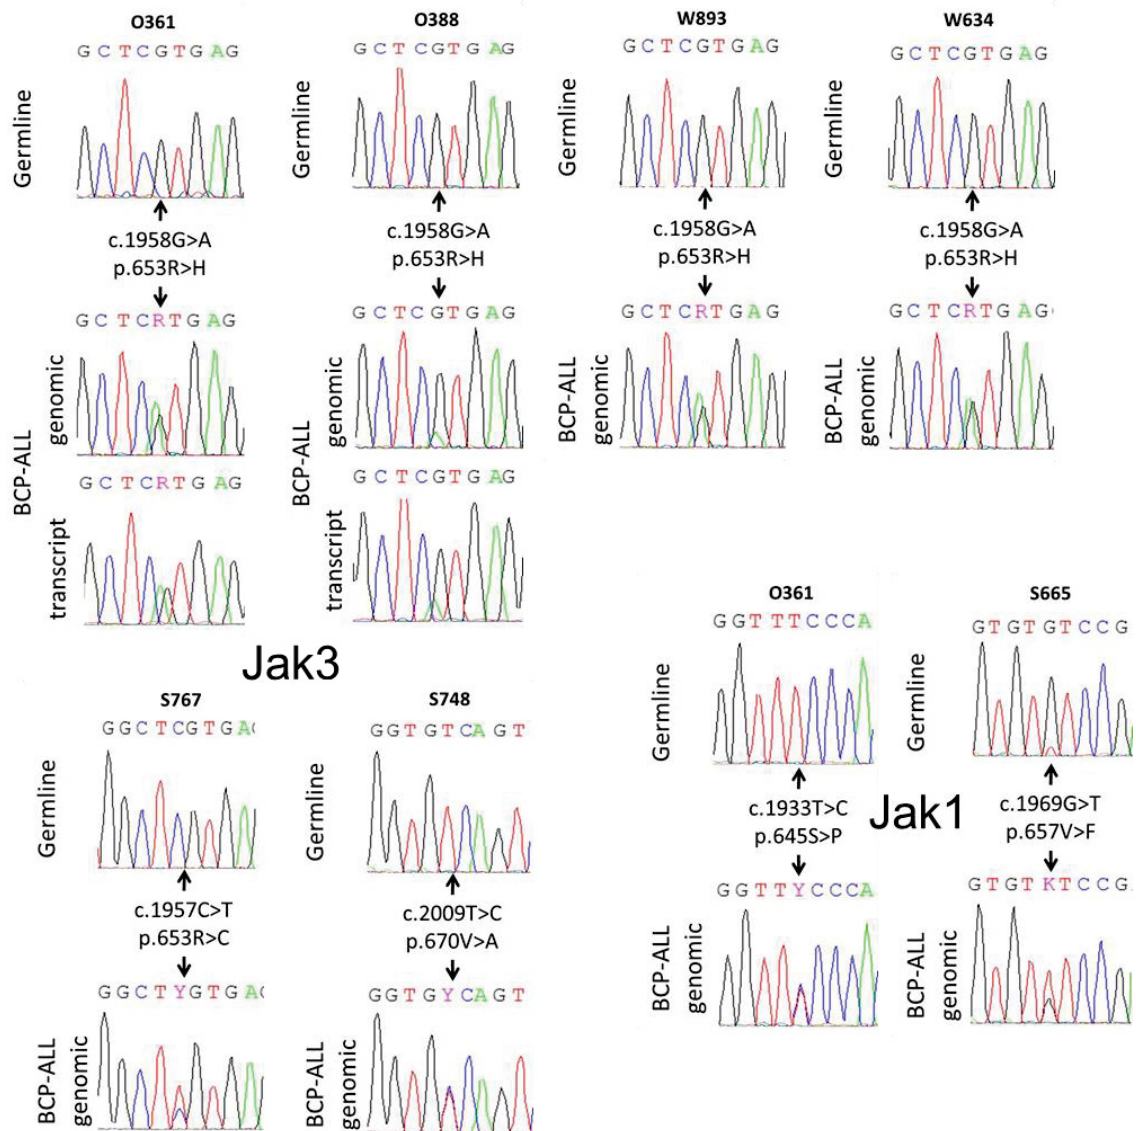 O361
GCTCGTGAG
Germline
c.1958G>A
p.653R>H
GCTCRTGAG
BCP-ALL
genomic
GCTCRTGAG
transcript
O388
GCTCGTGAG
Germline
c.1958G>A
p.653R>H
GCTCGTGAG
BCP-ALL
genomic
GCTCGTGAG
transcript
W893
GCTCGTGAG
Germline
c.1958G>A
p.653R>H
GCTCRTGAG
BCP-ALL
genomic
W634
GCTCGTGAG
Germline
c.1958G>A
p.653R>H
GCTCRTGAG
BCP-ALL
genomic
Jak3
S767
GGCTCGTGA
Germline
c.1957C>T
p.653R>C
GGCTYGTGA
BCP-ALL
genomic
S748
GGTGTCAGT
Germline
c.2009T>C
p.670V>A
GGTGYCAGT
BCP-ALL
genomic
O361
GGTTTCCCA
Germline
c.1933T>C
p.645S>P
GGTTYCCCA
BCP-ALL
genomic
Jak1
S665
GTGTGTCCG
Germline
c.1969G>T
p.657V>F
GTGTKTCCG
BCP-ALL
genomic